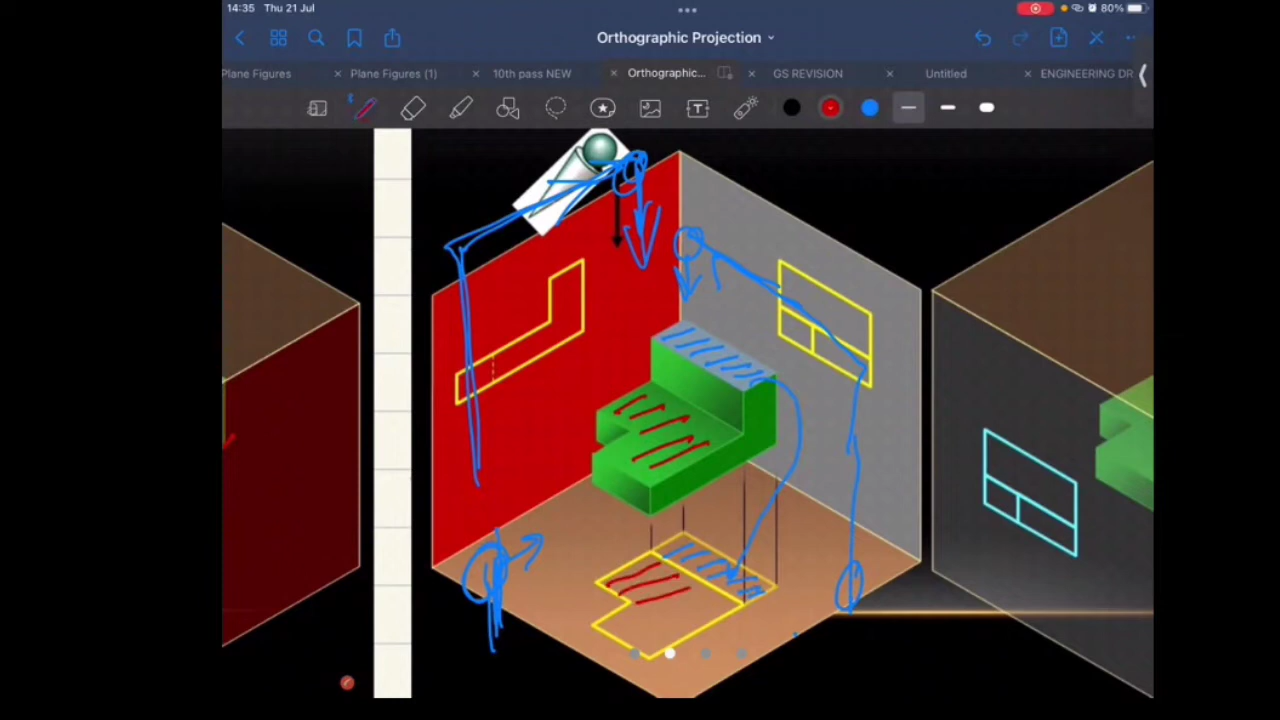 14:35 Thu 21 Jul
80%
Orthographic Projection
Plane Figures
Plane Figures (1)
10th pass NEW
Orthographic...
GS REVISION
Untitled
ENGINEERING DR